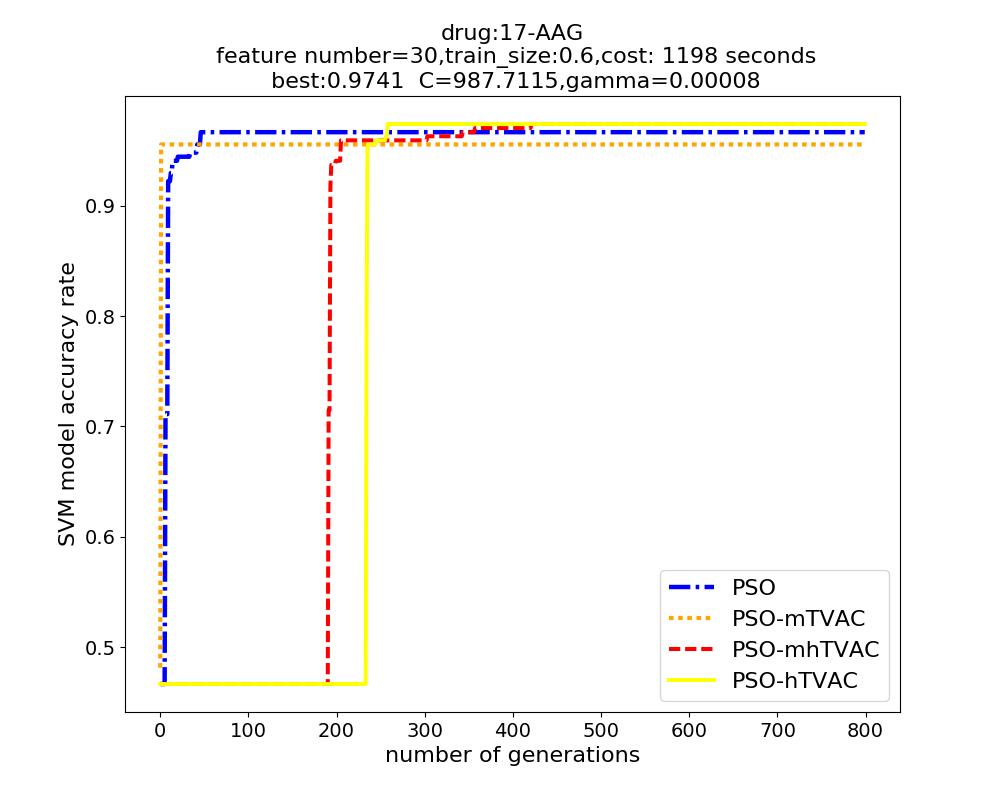 drug:17-AAG
feature number=30,train_size:0.6,cost: 1198 seconds
best:0.9741  C=987.7115,gamma=0.00008
SVM model accuracy rate
0.9
0.8
0.7
0.6
0.5
0 100 200 300 400 500 600 700 800
number of generations
PSO
PSO-mTVAC
PSO-mhTVAC
PSO-hTVAC